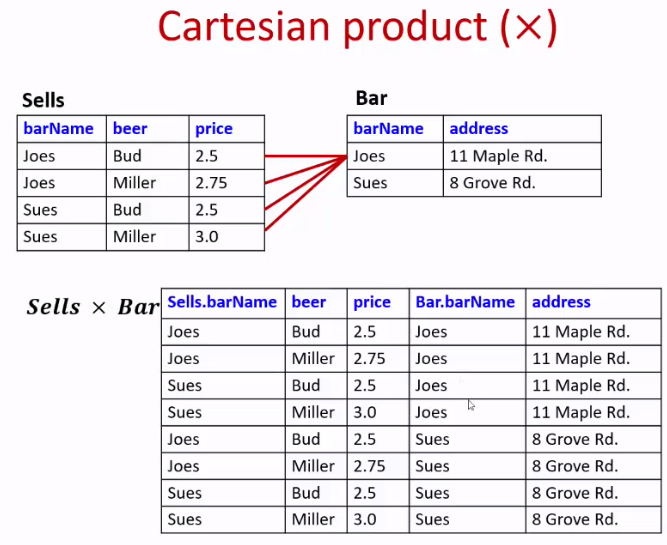 Cartesian product (×)
Sells
barName beer price
Joes Bud 2.5
Joes Miller 2.75
Sues Bud 2.5
Sues Miller 3.0
Bar
barName address
Joes 11 Maple Rd.
Sues 8 Grove Rd.
Sells × Bar
Sells.barName beer price Bar.barName address
Joes Bud 2.5 Joes 11 Maple Rd.
Joes Miller 2.75 Joes 11 Maple Rd.
Sues Bud 2.5 Joes 11 Maple Rd.
Sues Miller 3.0 Joes 11 Maple Rd.
Joes Bud 2.5 Sues 8 Grove Rd.
Joes Miller 2.75 Sues 8 Grove Rd.
Sues Bud 2.5 Sues 8 Grove Rd.
Sues Miller 3.0 Sues 8 Grove Rd.